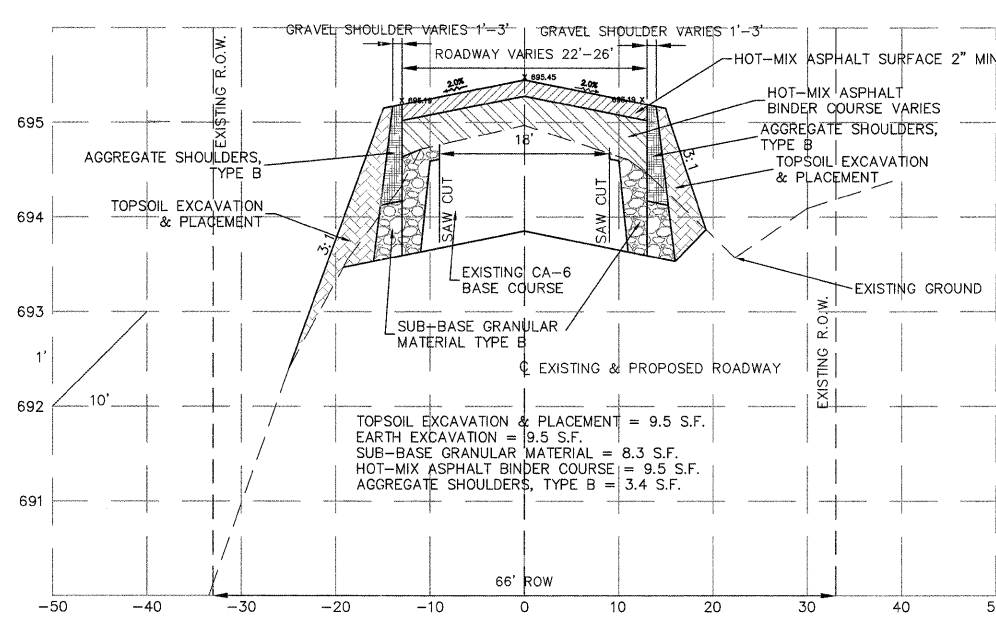 GRAVEL SHOULDER VARIES 1'-3'
GRAVEL SHOULDER VARIES 1'-3'
ROADWAY VARIES 22'-26'
HOT-MIX ASPHALT SURFACE 2" MIN
HOT-MIX ASPHALT
BINDER COURSE VARIES
AGGREGATE SHOULDERS,
TYPE B
TOPSOIL EXCAVATION
& PLACEMENT
EXISTING R.O.W.
2.0%
X 695.45
2.0%
X 695.19
695.19 X
695
18'
3:1
AGGREGATE SHOULDERS,
TYPE B
TOPSOIL EXCAVATION
& PLACEMENT
3:1
694
SAW CUT
SAW CUT
EXISTING CA-6
BASE COURSE
EXISTING GROUND
693
SUB-BASE GRANULAR
MATERIAL TYPE B
EXISTING R.O.W.
1'
10'
℄ EXISTING & PROPOSED ROADWAY
692
TOPSOIL EXCAVATION & PLACEMENT = 9.5 S.F.
EARTH EXCAVATION = 9.5 S.F.
SUB-BASE GRANULAR MATERIAL = 8.3 S.F.
HOT-MIX ASPHALT BINDER COURSE = 9.5 S.F.
AGGREGATE SHOULDERS, TYPE B = 3.4 S.F.
691
66' ROW
-50 -40 -30 -20 -10 0 10 20 30 40 5